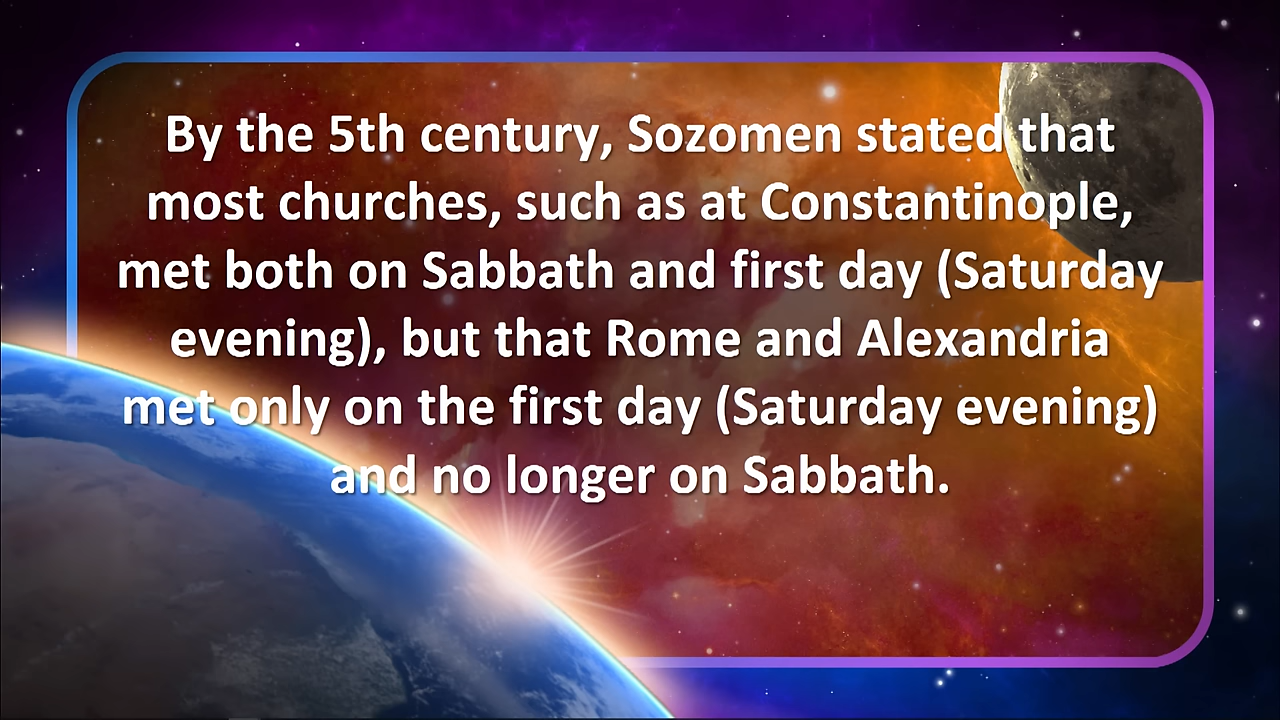 By the 5th century, Sozomen stated that
most churches, such as at Constantinople,
met both on Sabbath and first day (Saturday
evening), but that Rome and Alexandria
met only on the first day (Saturday evening)
and no longer on Sabbath.